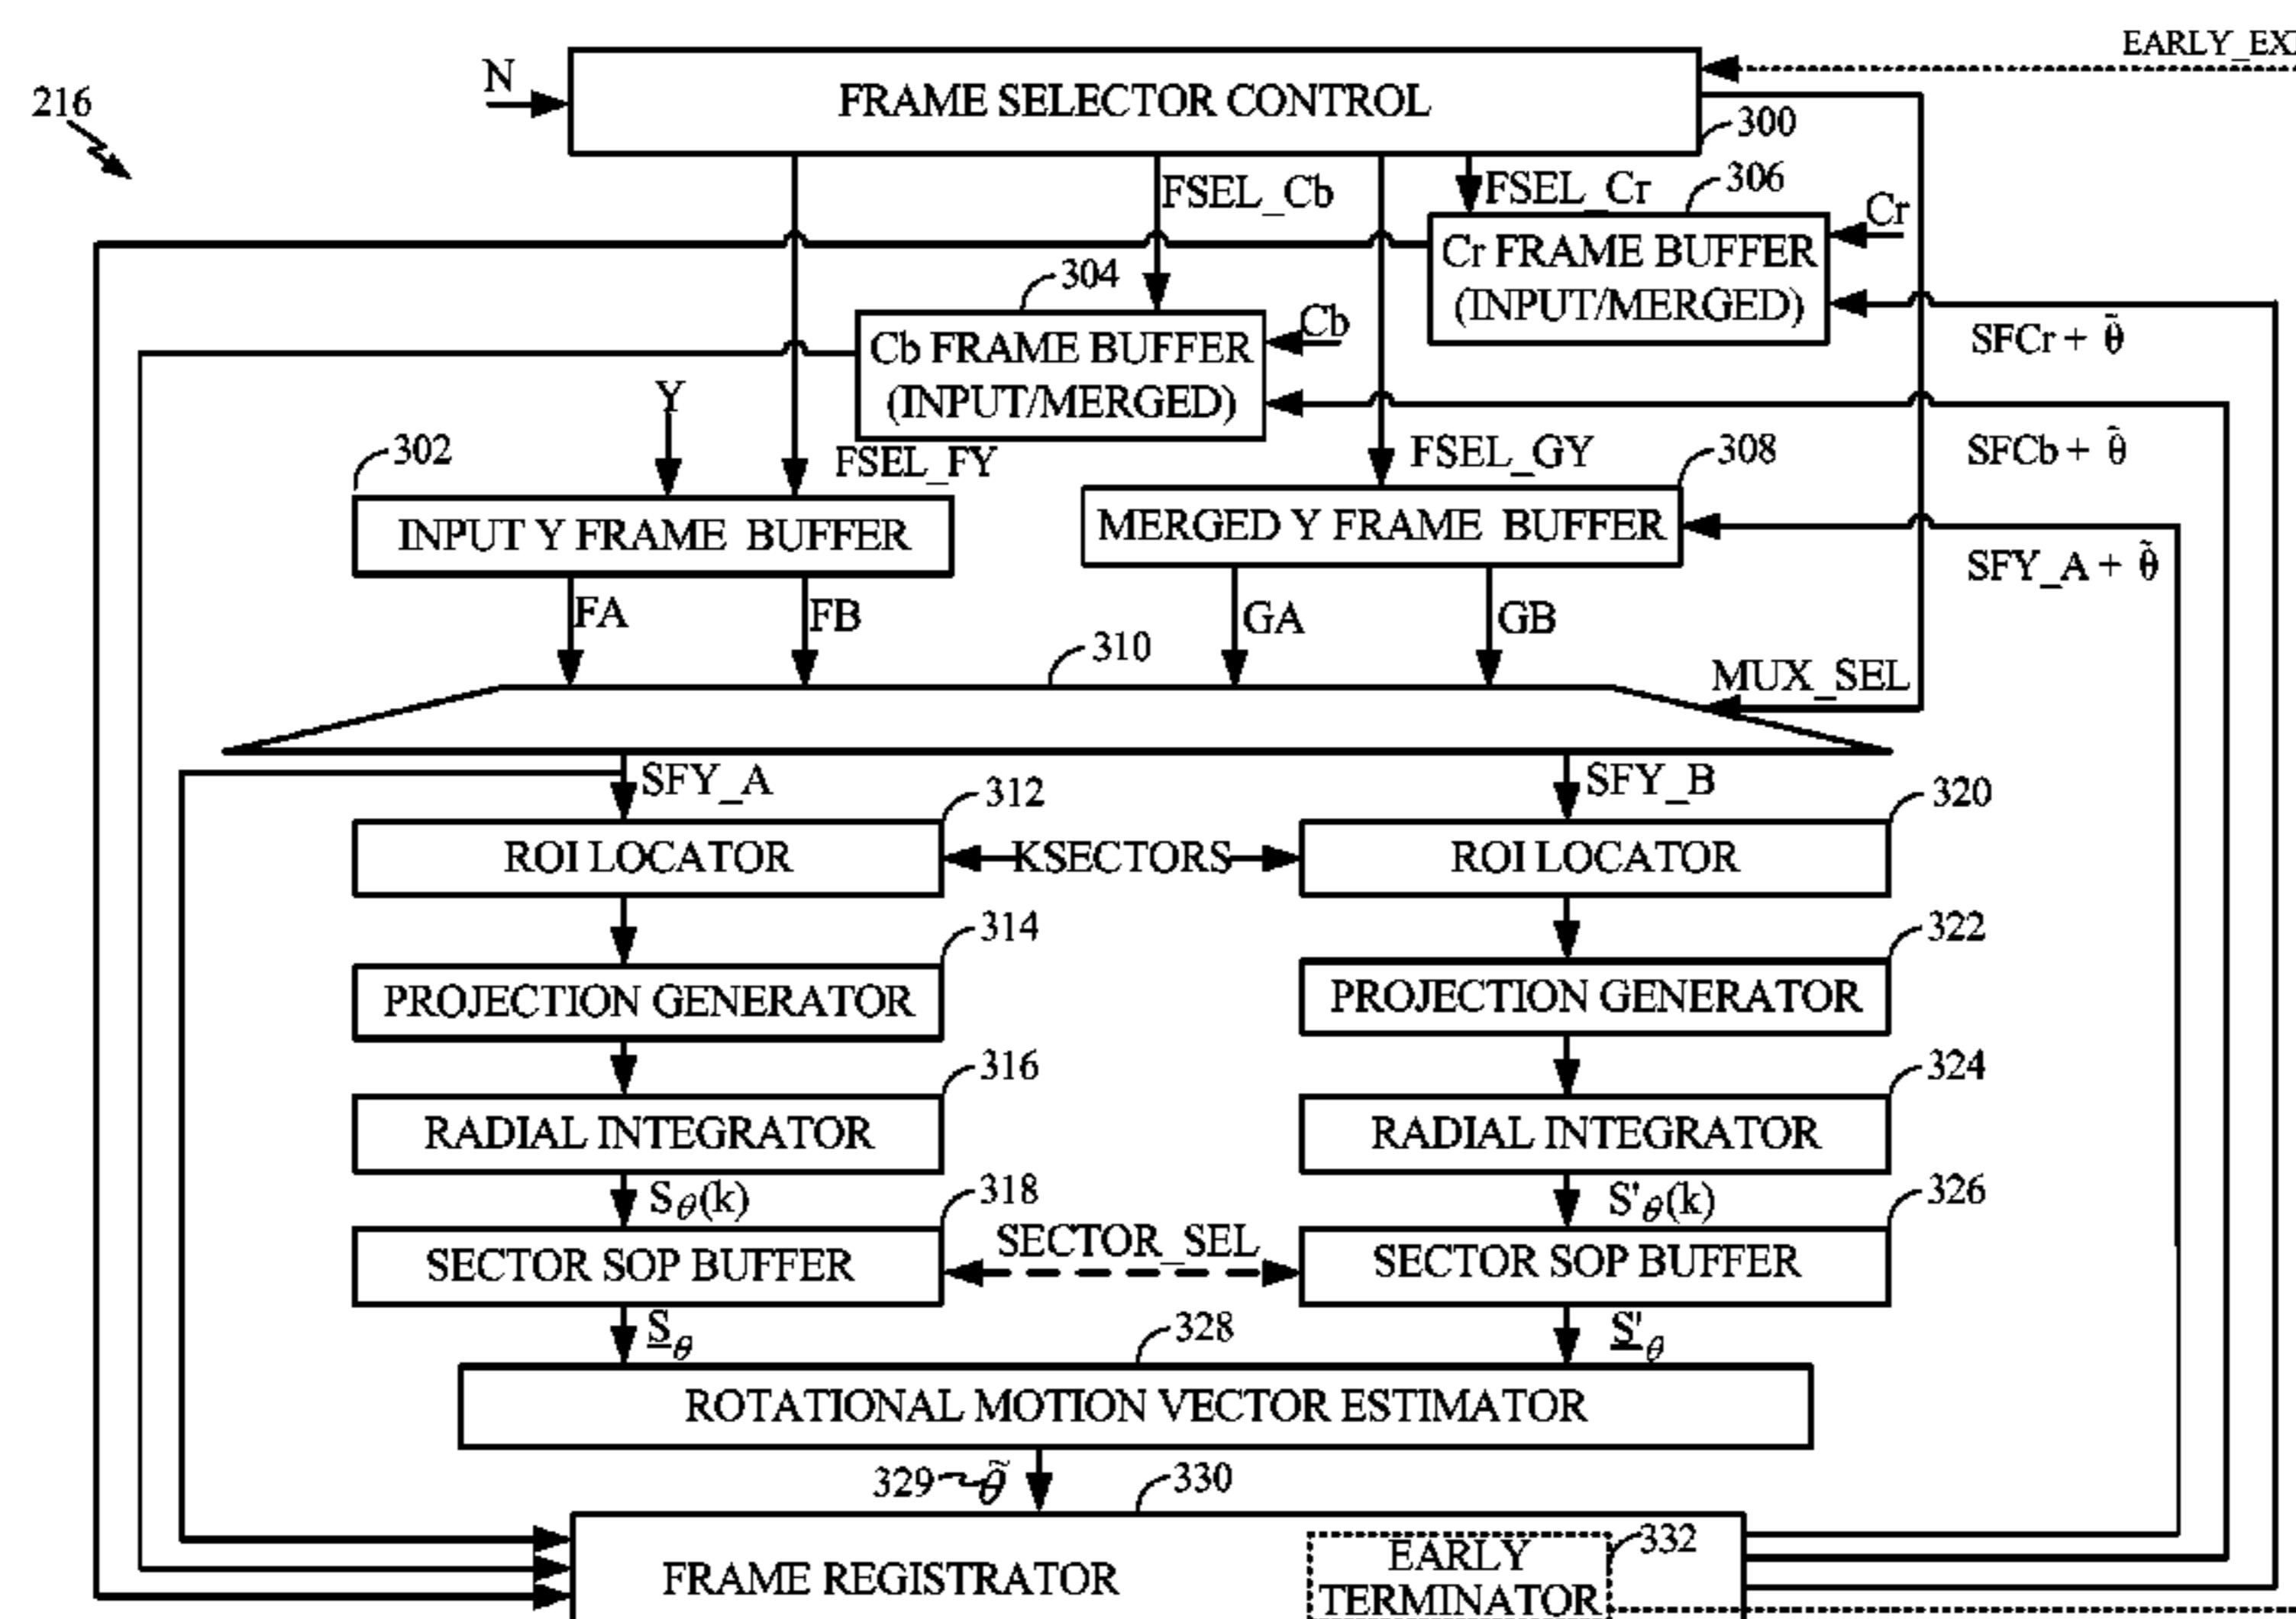 EARLY_EXI
N
FRAME SELECTOR CONTROL
216
300
FSEL_Cb
FSEL_Cr
306
Cr
Cr FRAME BUFFER
(INPUT/MERGED)
304
Cb
SFCr + θ̃
Cb FRAME BUFFER
(INPUT/MERGED)
Y
302
FSEL_FY
FSEL_GY
308
SFCb + θ̃
INPUT Y FRAME BUFFER
MERGED Y FRAME BUFFER
SFY_A + θ̃
FA
FB
GA
GB
310
MUX_SEL
SFY_A
312
SFY_B
320
ROI LOCATOR
KSECTORS
ROI LOCATOR
314
322
PROJECTION GENERATOR
PROJECTION GENERATOR
316
324
RADIAL INTEGRATOR
RADIAL INTEGRATOR
Sθ(k)
318
S'θ(k)
326
SECTOR SOP BUFFER
SECTOR_SEL
SECTOR SOP BUFFER
Sθ
328
S'θ
ROTATIONAL MOTION VECTOR ESTIMATOR
329
θ̃
330
FRAME REGISTRATOR
EARLY
TERMINATOR
332